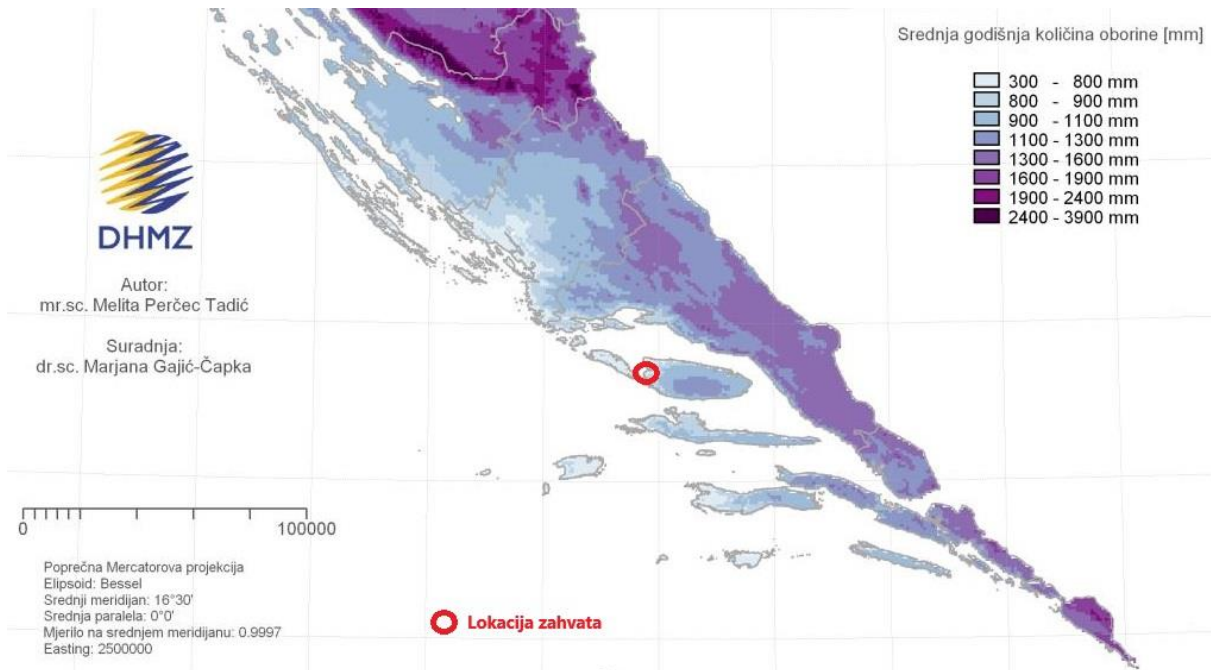 Srednja godišnja količina oborine [mm]
300 - 800 mm
800 - 900 mm
900 - 1100 mm
1100 - 1300 mm
1300 - 1600 mm
1600 - 1900 mm
1900 - 2400 mm
2400 - 3900 mm
DHMZ
Autor:
mr.sc. Melita Perčec Tadić
Suradnja:
dr.sc. Marjana Gajić-Čapka
0 100000
Poprečna Mercatorova projekcija
Elipsoid: Bessel
Srednji meridijan: 16°30'
Srednja paralela: 0°0'
Mjerilo na srednjem meridijanu: 0.9997
Easting: 2500000
Lokacija zahvata